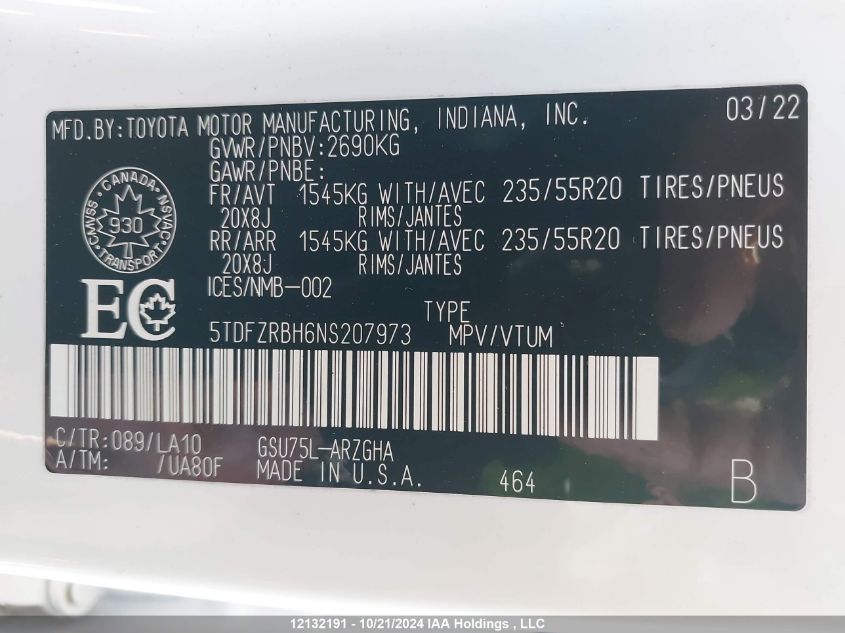 MFD.BY:TOYOTA MOTOR MANUFACTURING, INDIANA, INC. 03/22
GVWR/PNBV:2690KG
GAWR/PNBE:
FR/AVT 1545KG WITH/AVEC 235/55R20 TIRES/PNEUS
20X8J RIMS/JANTES
RR/ARR 1545KG WITH/AVEC 235/55R20 TIRES/PNEUS
20X8J RIMS/JANTES
ICES/NMB-002
CANADA
CMVSS 930 NSVAC
TRANSPORT
EC
TYPE
5TDFZRBH6NS207973 MPV/VTUM
C/TR:089/LA10 GSU75L-ARZGHA
A/TM: /UA80F MADE IN U.S.A. 464 B
12132191 - 10/21/2024 IAA Holdings , LLC